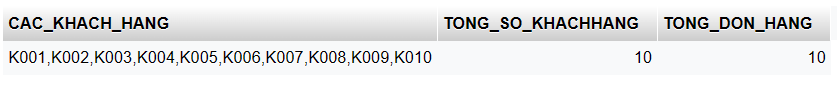 CAC_KHACH_HANG TONG_SO_KHACHHANG TONG_DON_HANG
K001,K002,K003,K004,K005,K006,K007,K008,K009,K010 10 10